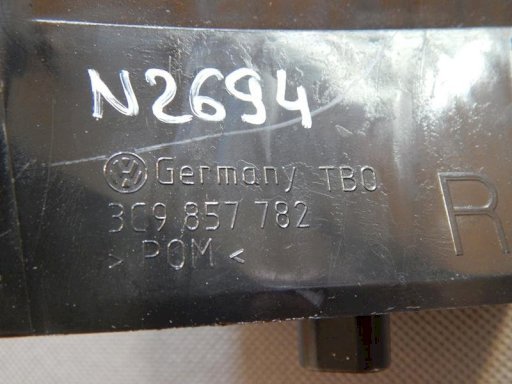 N2694
Germany TBO
3C9 857 782 R
> POM <